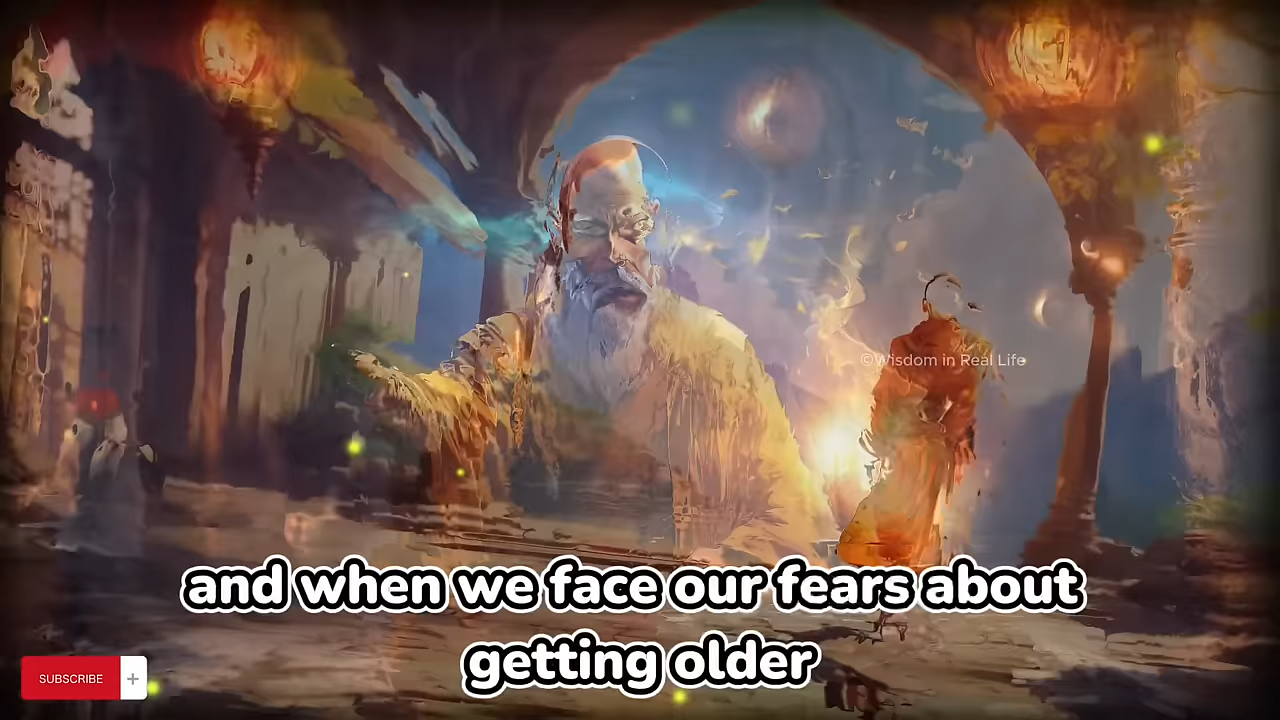 ©Wisdom in Real Life
and when we face our fears about
getting older
SUBSCRIBE +